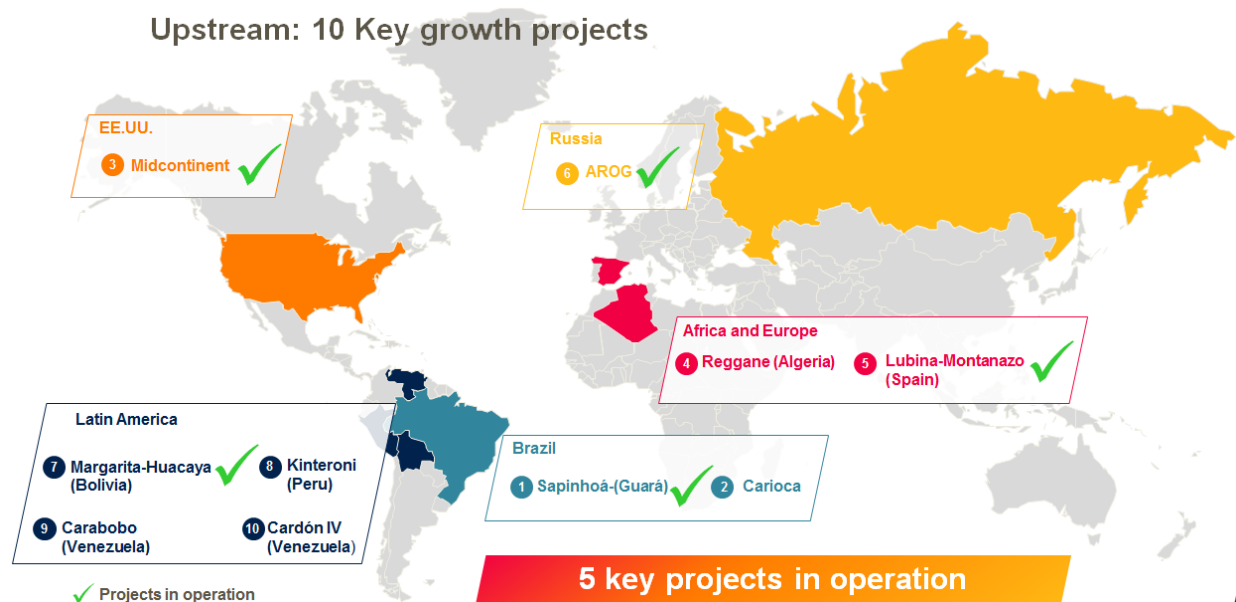 Upstream: 10 Key growth projects
EE.UU.
3 Midcontinent
Russia
6 AROG
Africa and Europe
4 Reggane (Algeria)
5 Lubina-Montanazo
(Spain)
Latin America
7 Margarita-Huacaya
(Bolivia)
8 Kinteroni
(Peru)
9 Carabobo
(Venezuela)
10 Cardón IV
(Venezuela)
Brazil
1 Sapinhoá-(Guará)
2 Carioca
5 key projects in operation
Projects in operation